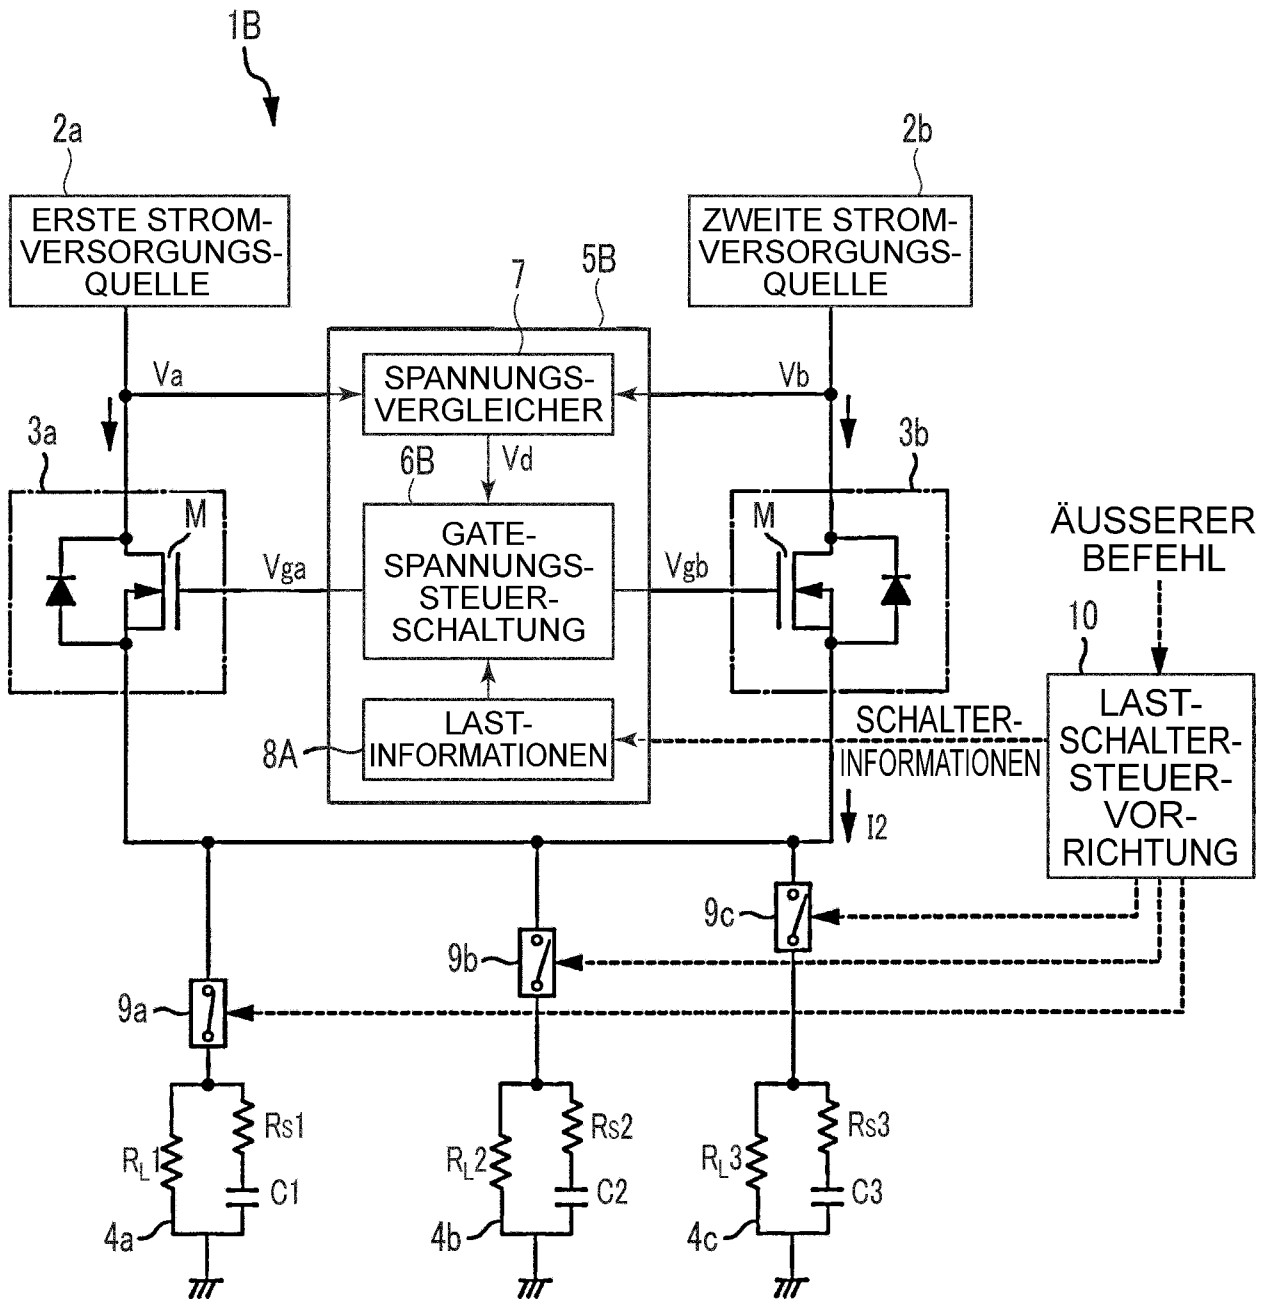 1B
2a
2b
ERSTE STROM-
VERSORGUNGS-
QUELLE
ZWEITE STROM-
VERSORGUNGS-
QUELLE
5B
7
Va
SPANNUNGS-
VERGLEICHER
Vb
3a
3b
6B
Vd
M
M
GATE-
SPANNUNGS-
STEUER-
SCHALTUNG
Vga
Vgb
ÄUSSERER
BEFEHL
10
LAST-
INFORMATIONEN
8A
SCHALTER-
INFORMATIONEN
LAST-
SCHALTER-
STEUER-
VOR-
RICHTUNG
I2
9c
9b
9a
RS1
RL1
C1
4a
RS2
RL2
C2
4b
RS3
RL3
C3
4c